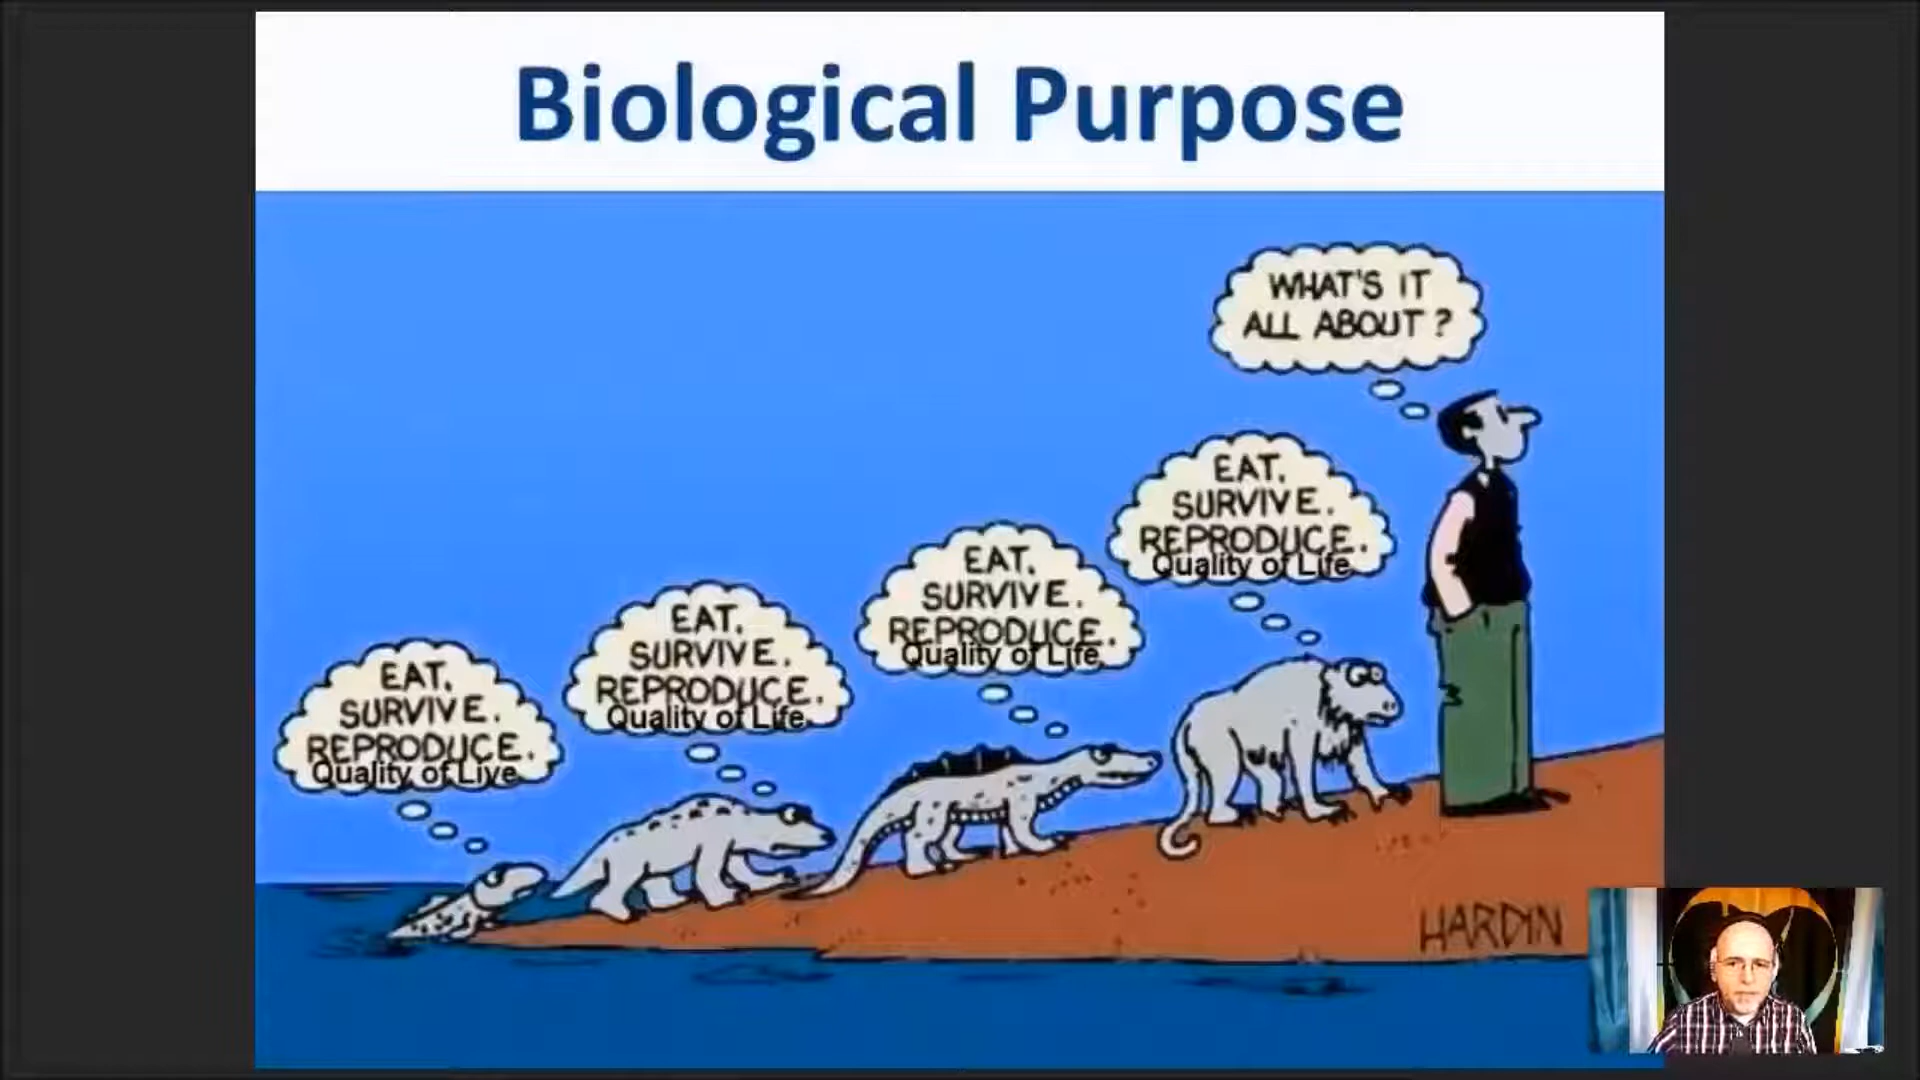 Biological Purpose
WHAT'S IT
ALL ABOUT?
EAT.
SURVIVE.
REPRODUCE.
Quality of Life
EAT.
SURVIVE.
REPRODUCE.
Quality of Life
EAT.
SURVIVE.
REPRODUCE.
Quality of Life
EAT.
SURVIVE.
REPRODUCE.
Quality of Live
HARDIN